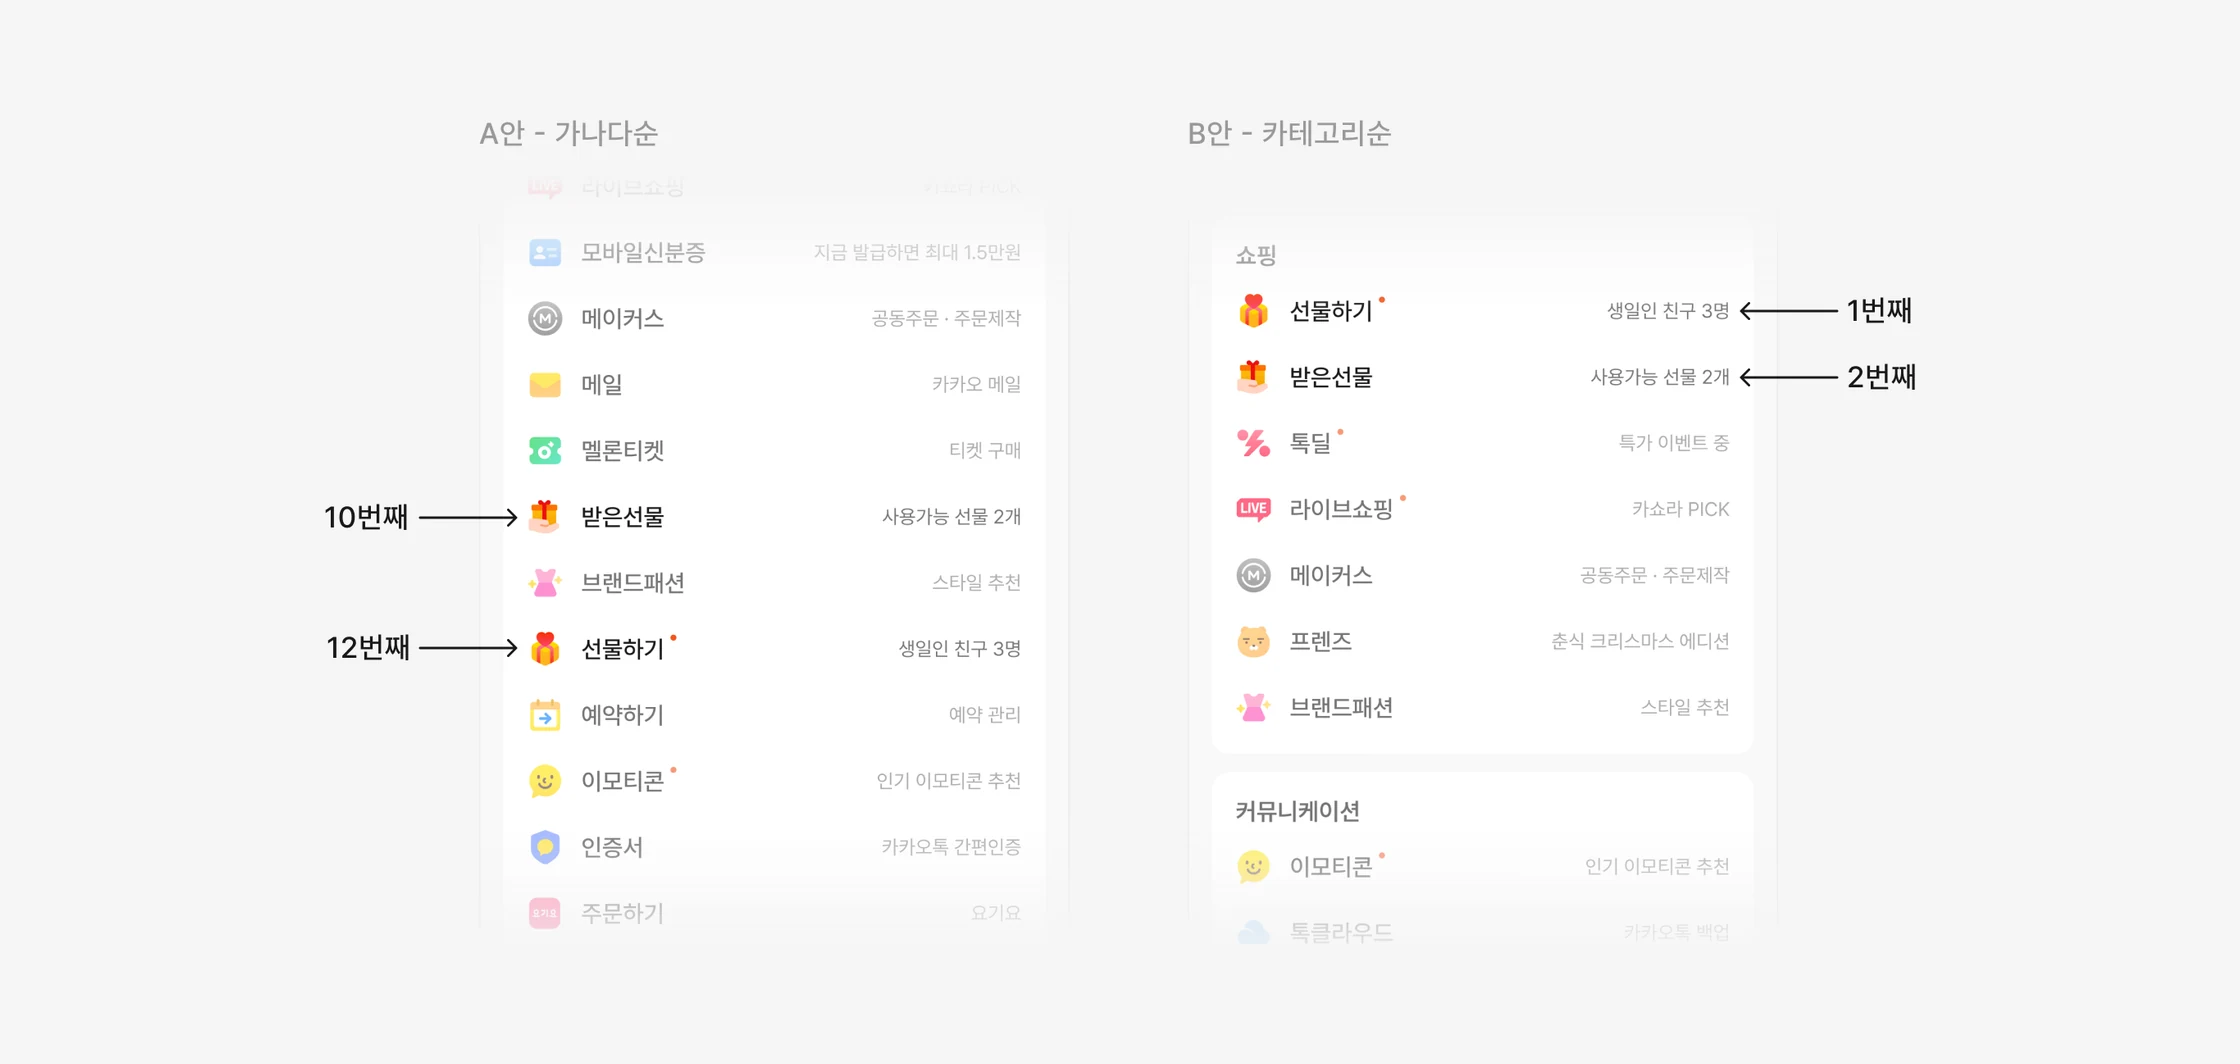 A안 - 가나다순
라이브쇼핑 카쇼라 PICK
모바일신분증 지금 발급하면 최대 1.5만원
메이커스 공동주문 · 주문제작
M
메일 카카오 메일
멜론티켓 티켓 구매
10번째 받은선물 사용가능 선물 2개
브랜드패션 스타일 추천
12번째 선물하기 생일인 친구 3명
예약하기 예약 관리
이모티콘 인기 이모티콘 추천
인증서 카카오톡 간편인증
요기요 주문하기 요기요
B안 - 카테고리순
쇼핑
선물하기 생일인 친구 3명 1번째
받은선물 사용가능 선물 2개 2번째
톡딜 특가 이벤트 중
LIVE 라이브쇼핑 카쇼라 PICK
M 메이커스 공동주문 · 주문제작
프렌즈 춘식 크리스마스 에디션
브랜드패션 스타일 추천
커뮤니케이션
이모티콘 인기 이모티콘 추천
톡클라우드 카카오톡 백업